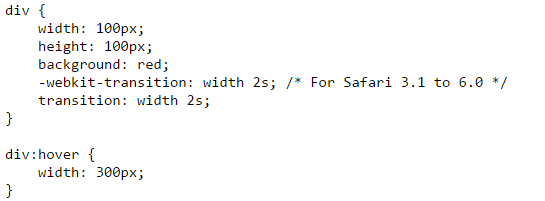 div {
    width: 100px;
    height: 100px;
    background: red;
    -webkit-transition: width 2s; /* For Safari 3.1 to 6.0 */
    transition: width 2s;
}

div:hover {
    width: 300px;
}